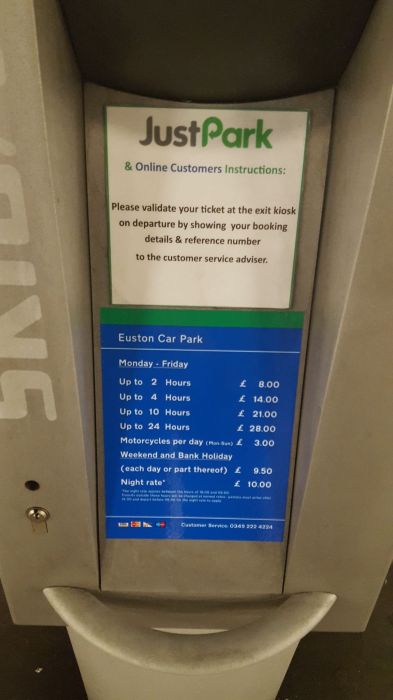 JustPark
& Online Customers Instructions:
Please validate your ticket at the exit kiosk
on departure by showing your booking
details & reference number
to the customer service adviser.
Euston Car Park
Monday - Friday
Up to 2 Hours £ 8.00
Up to 4 Hours £ 14.00
Up to 10 Hours £ 21.00
Up to 24 Hours £ 28.00
Motorcycles per day (Mon-Sun) £ 3.00
Weekend and Bank Holiday
(each day or part thereof) £ 9.50
Night rate* £ 10.00
Customer Service 0345 222 4224
SKID